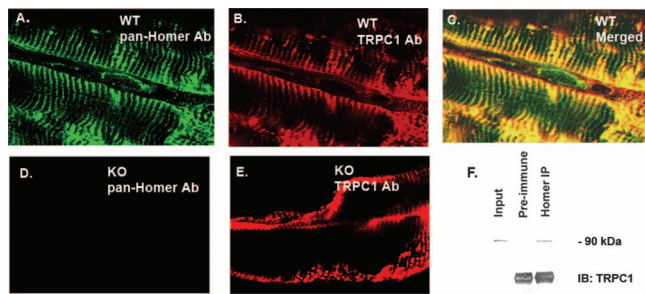 A.
WT
pan-Homer Ab
B.
WT
TRPC1 Ab
G.
WT
Merged
D.
KO
pan-Homer Ab
E.
KO
TRPC1 Ab
F.
Input
Pre-immune
Homer IP
- 90 kDa
IB: TRPC1